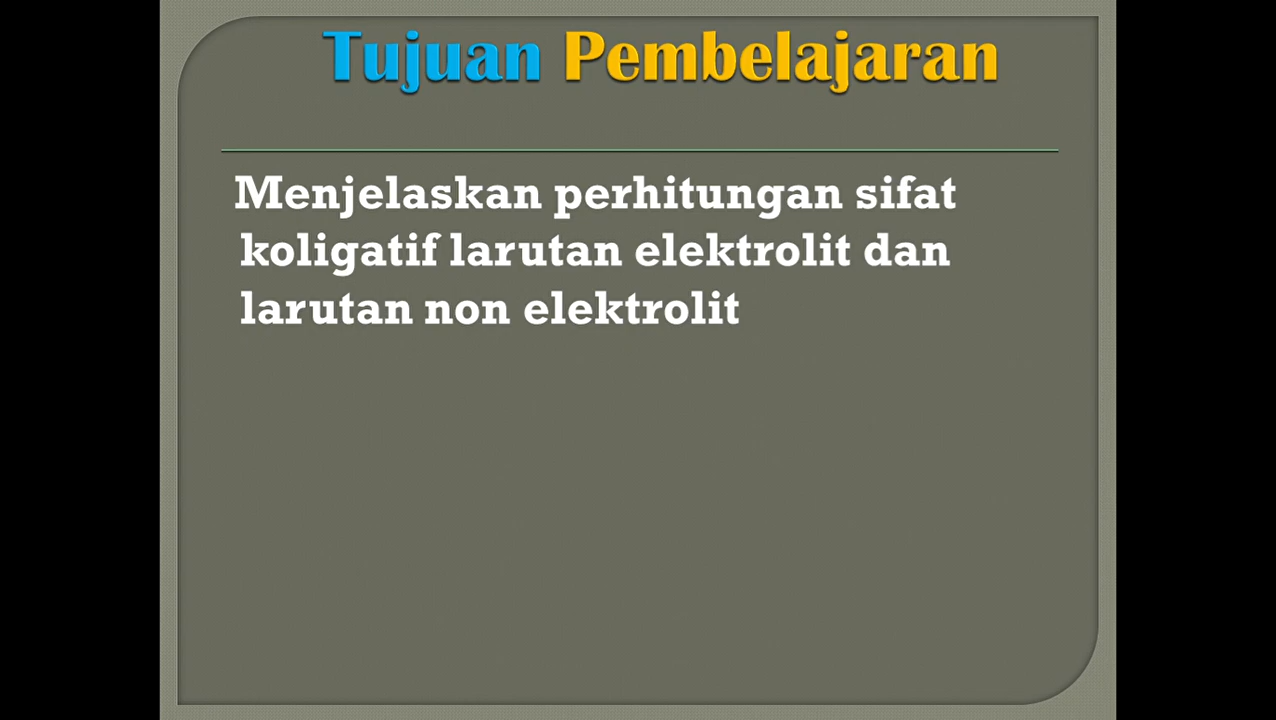 Tujuan Pembelajaran
Menjelaskan perhitungan sifat
koligatif larutan elektrolit dan
larutan non elektrolit